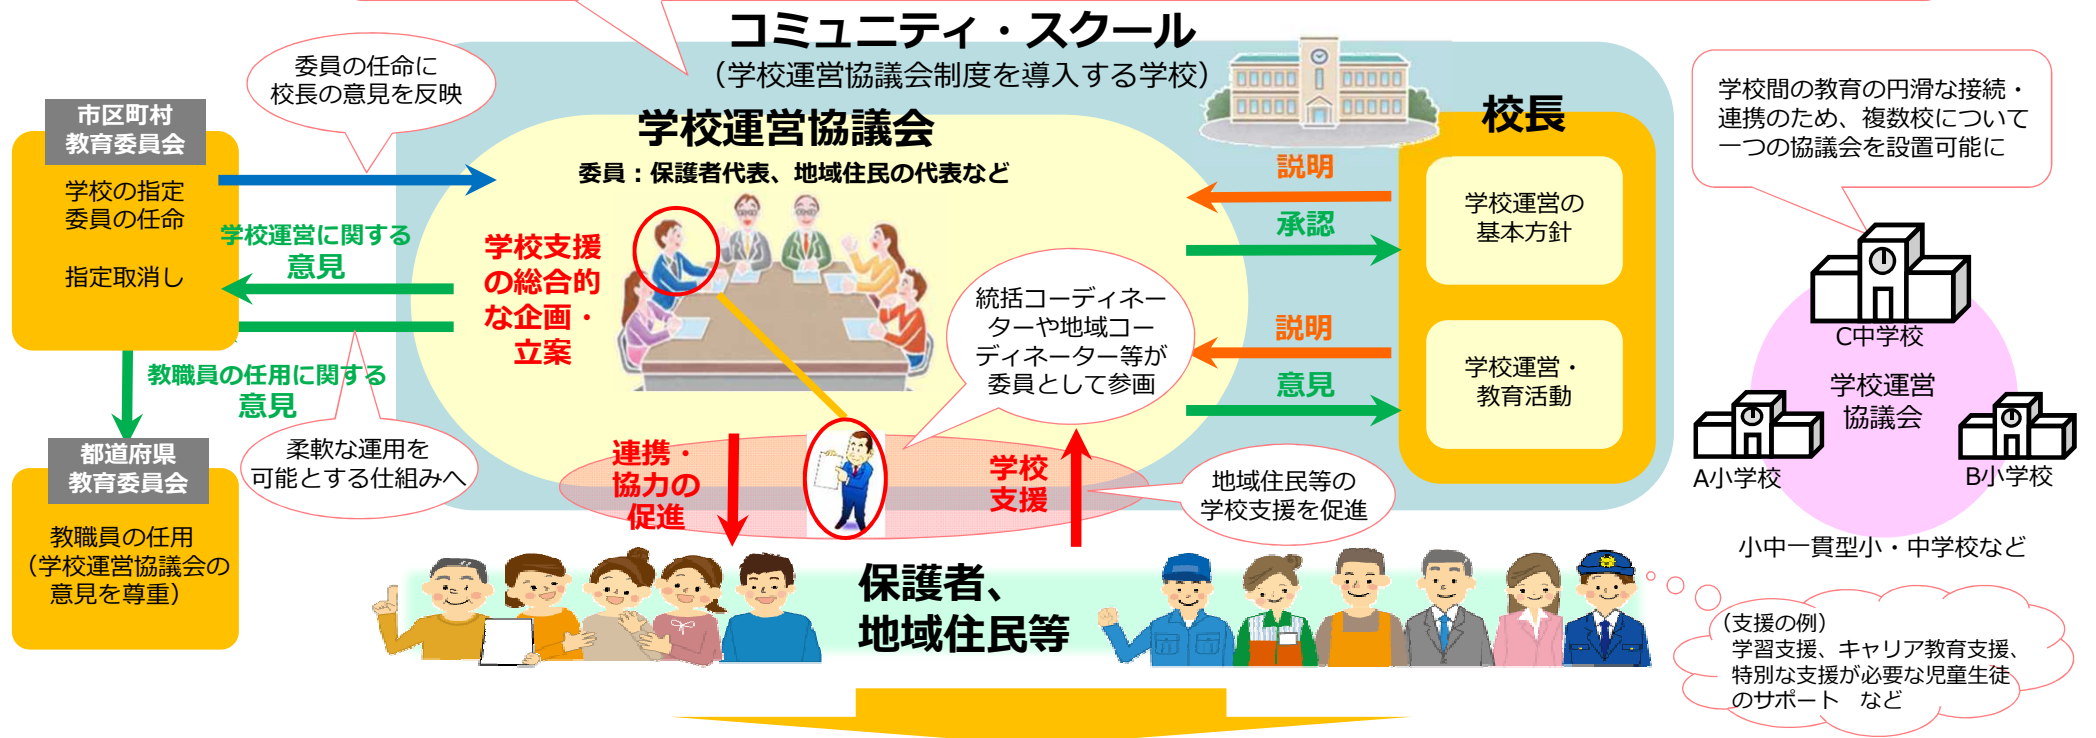 コミュニティ・スクール
（学校運営協議会制度を導入する学校）
委員の任命に
校長の意見を反映
市区町村
教育委員会
学校の指定
委員の任命
指定取消し
学校運営に関する
意見
教職員の任用に関する
意見
柔軟な運用を
可能とする仕組みへ
都道府県
教育委員会
教職員の任用
（学校運営協議会の
意見を尊重）
学校運営協議会
委員：保護者代表、地域住民の代表など
学校支援
の総合的
な企画・
立案
統括コーディネー
ターや地域コー
ディネーター等が
委員として参画
連携・
協力の
促進
学校
支援
地域住民等の
学校支援を促進
説明
承認
説明
意見
校長
学校運営の
基本方針
学校運営・
教育活動
保護者、
地域住民等
学校間の教育の円滑な接続・
連携のため、複数校について
一つの協議会を設置可能に
C中学校
学校運営
協議会
A小学校
B小学校
小中一貫型小・中学校など
（支援の例）
学習支援、キャリア教育支援、
特別な支援が必要な児童生徒
のサポート　など